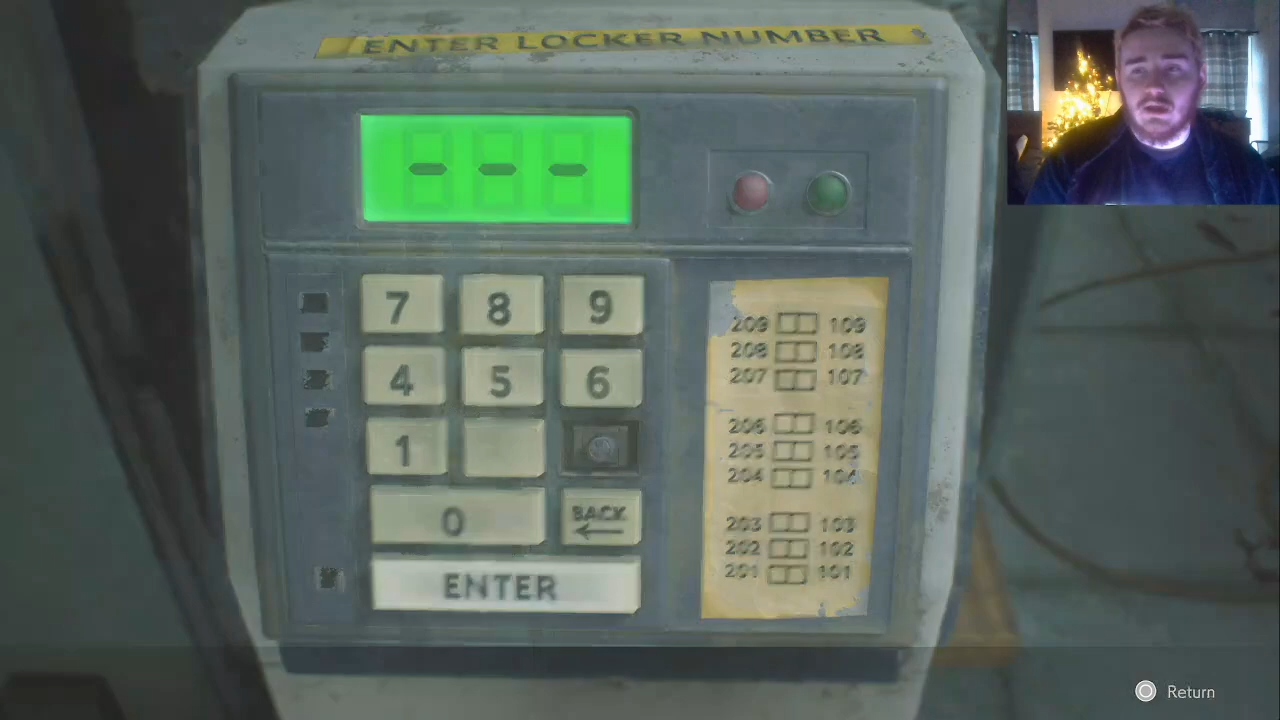 ENTER LOCKER NUMBER
- - -
7 8 9
4 5 6
1
0 BACK
ENTER
209 109
208 108
207 107
206 106
205 105
204 104
203 103
202 102
201 101
Return